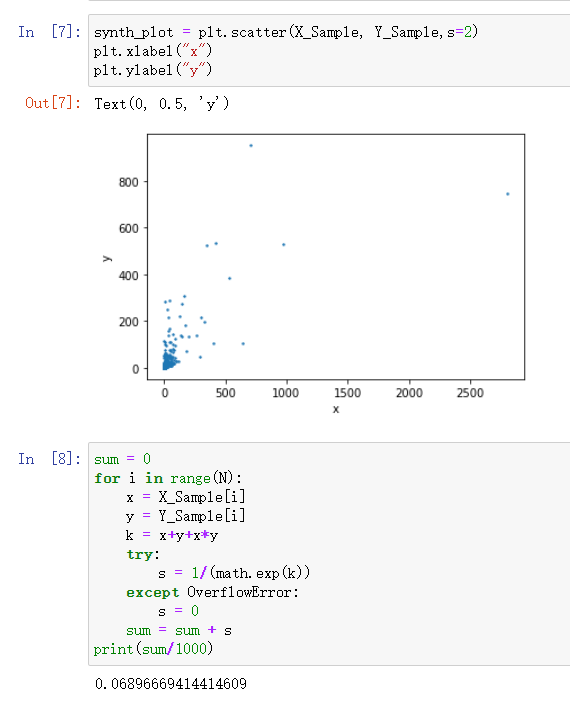 In [7]: synth_plot = plt.scatter(X_Sample, Y_Sample,s=2)
plt.xlabel("x")
plt.ylabel("y")
Out[7]: Text(0, 0.5, 'y')
800
600
y
400
200
0
0 500 1000 1500 2000 2500
x
In [8]: sum = 0
for i in range(N):
    x = X_Sample[i]
    y = Y_Sample[i]
    k = x+y+x*y
    try:
        s = 1/(math.exp(k))
    except OverflowError:
        s = 0
    sum = sum + s
print(sum/1000)
0.06896669414414609